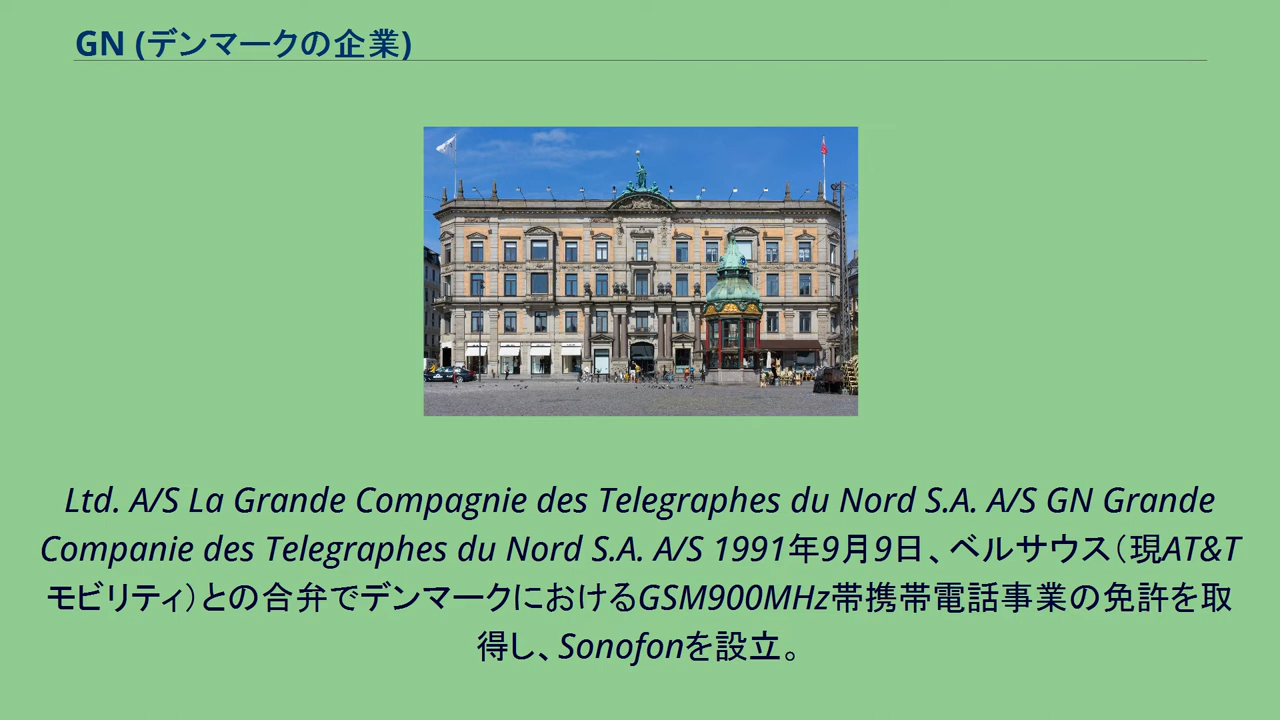 GN (デンマークの企業)
Ltd. A/S La Grande Compagnie des Telegraphes du Nord S.A. A/S GN Grande
Companie des Telegraphes du Nord S.A. A/S 1991年9月9日、ベルサウス（現AT&T
モビリティ）との合弁でデンマークにおけるGSM900MHz帯携帯電話事業の免許を取
得し、Sonofonを設立。